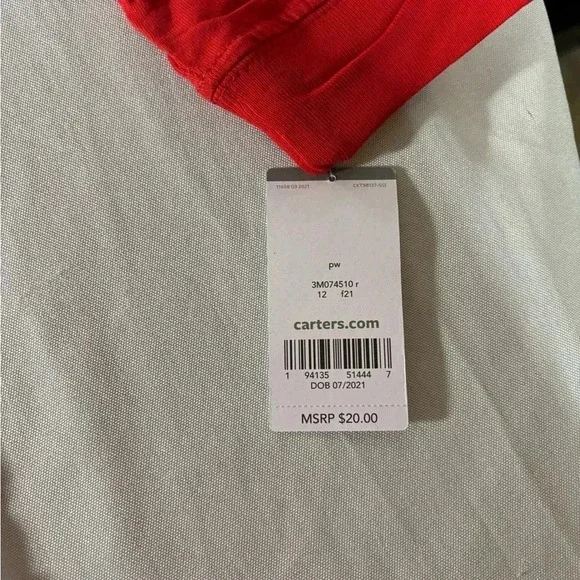 pw
3M074510 r
12 f21
carters.com
1 94135 51444 7
DOB 07/2021
MSRP $20.00